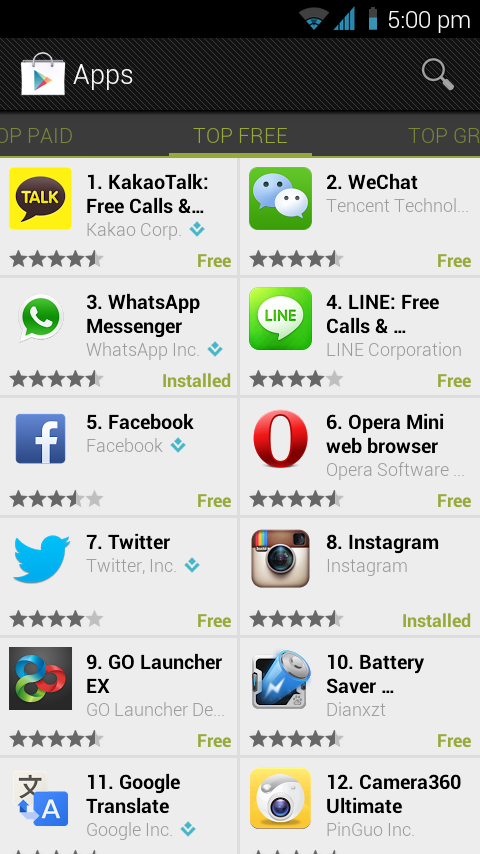 5:00 pm
Apps
OP PAID
TOP FREE
TOP GR
TALK
1. KakaoTalk:
Free Calls &...
Kakao Corp.
Free
2. WeChat
Tencent Technol...
Free
3. WhatsApp
Messenger
WhatsApp Inc.
Installed
LINE
4. LINE: Free
Calls & ...
LINE Corporation
Free
5. Facebook
Facebook
Free
6. Opera Mini
web browser
Opera Software ...
Free
7. Twitter
Twitter, Inc.
Free
8. Instagram
Instagram
Installed
9. GO Launcher
EX
GO Launcher De...
Free
10. Battery
Saver ...
Dianxzt
Free
文
A
11. Google
Translate
Google Inc.
12. Camera360
Ultimate
PinGuo Inc.